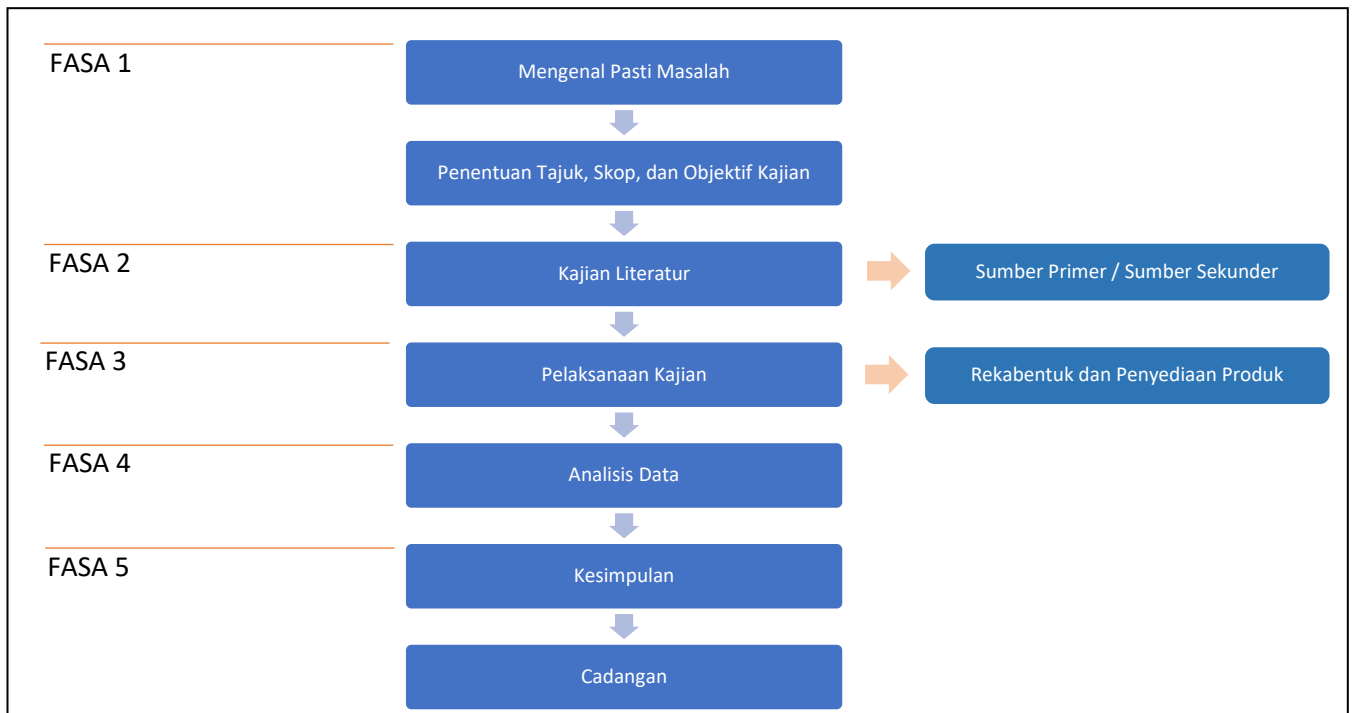 FASA 1
Mengenal Pasti Masalah
Penentuan Tajuk, Skop, dan Objektif Kajian
FASA 2
Kajian Literatur
Sumber Primer / Sumber Sekunder
FASA 3
Pelaksanaan Kajian
Rekabentuk dan Penyediaan Produk
FASA 4
Analisis Data
FASA 5
Kesimpulan
Cadangan